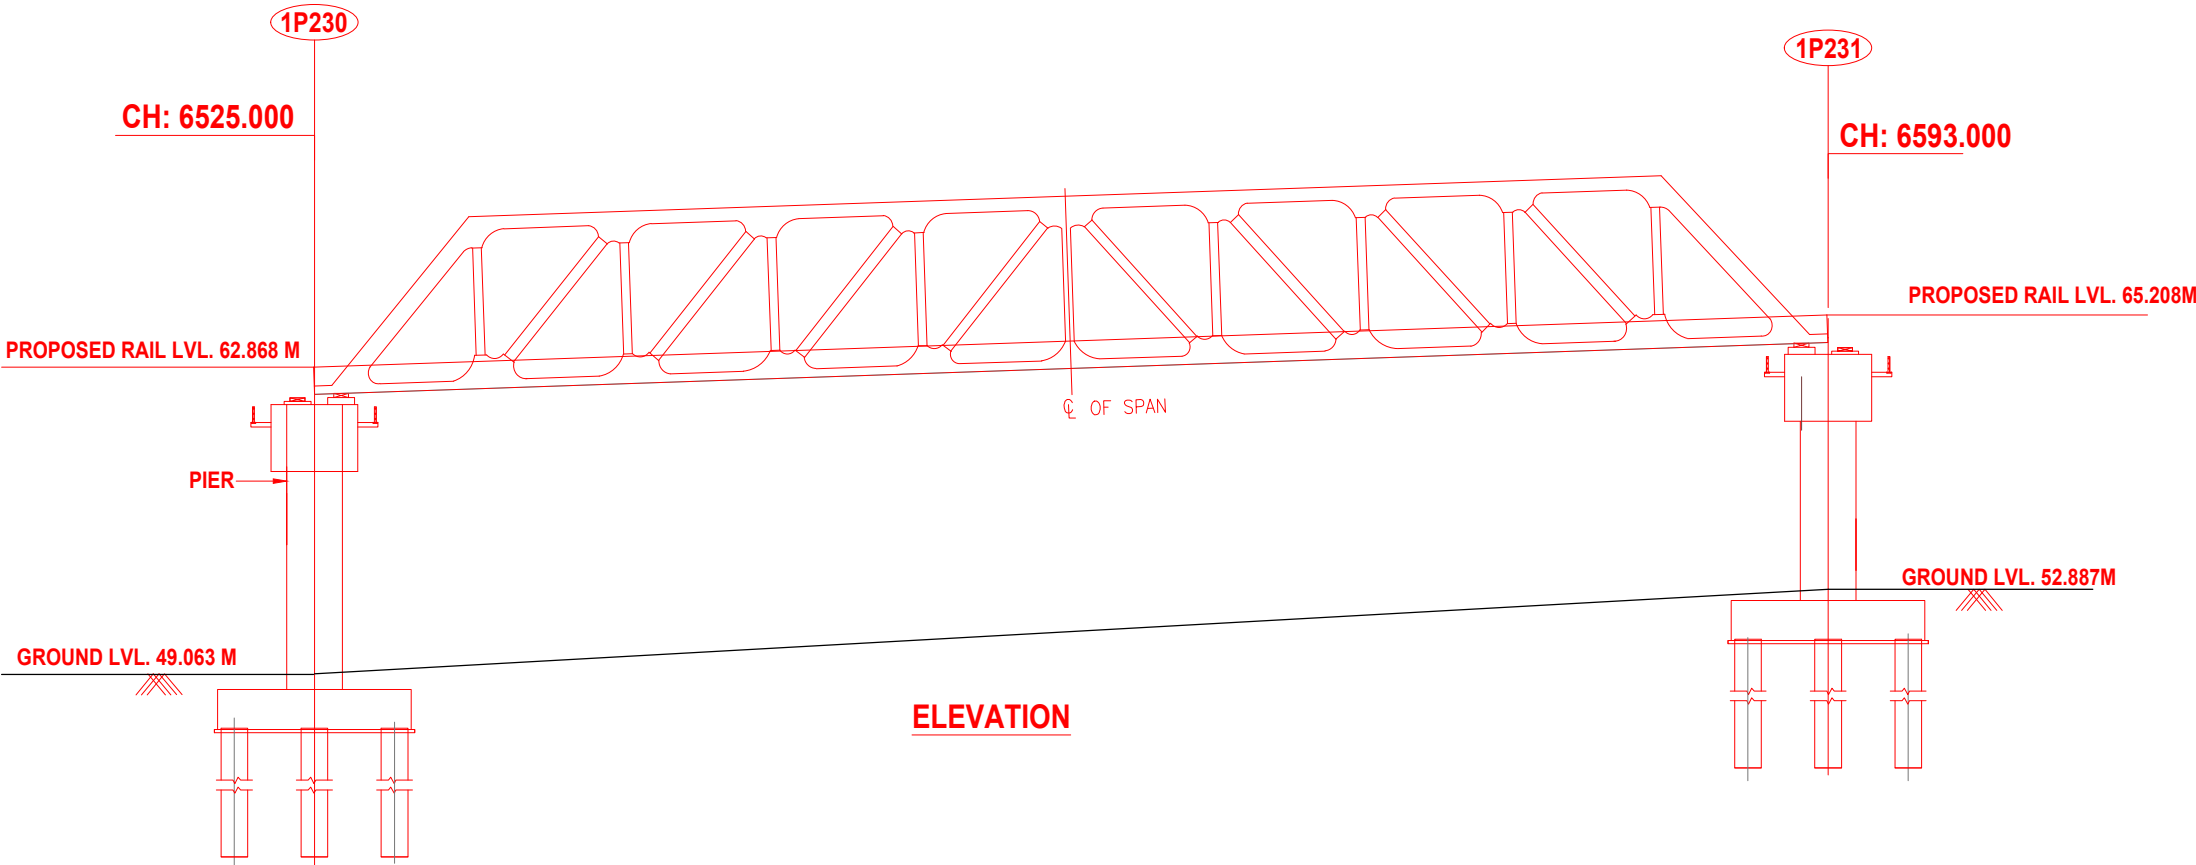 1P230
1P231
CH: 6525.000
CH: 6593.000
PROPOSED RAIL LVL. 65.208M
PROPOSED RAIL LVL. 62.868 M
℄ OF SPAN
PIER
GROUND LVL. 52.887M
GROUND LVL. 49.063 M
ELEVATION